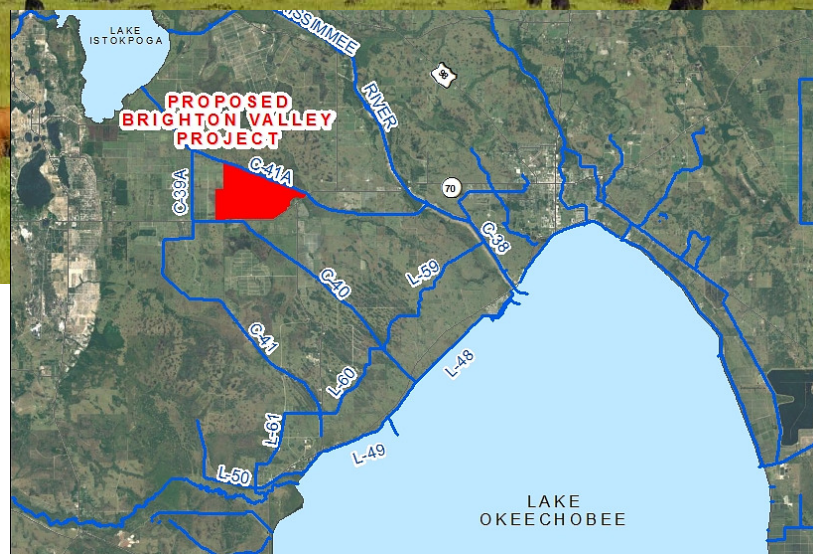 LAKE
ISTOKPOGA
ISSIMMEE
RIVER
98
PROPOSED
BRIGHTON VALLEY
PROJECT
C-41A
C-39A
70
C-38
L-59
C-40
C-41
L-48
L-60
L-61
L-49
L-50
LAKE
OKEECHOBEE